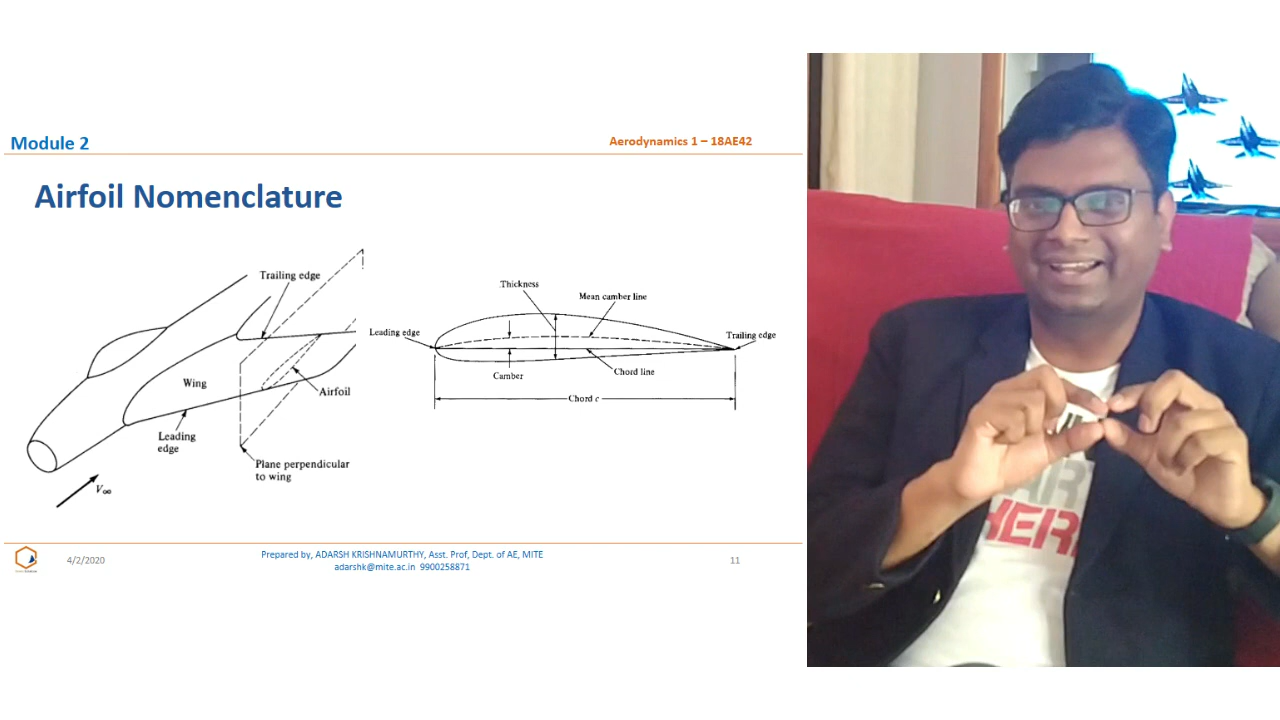 Module 2
Aerodynamics 1 – 18AE42
Airfoil Nomenclature
Trailing edge
Wing
Airfoil
Leading
edge
Plane perpendicular
to wing
V∞
Thickness
Mean camber line
Leading edge
Trailing edge
Camber
Chord line
Chord c
4/2/2020
Prepared by, ADARSH KRISHNAMURTHY, Asst. Prof, Dept. of AE, MITE
adarshk@mite.ac.in 9900258871
11